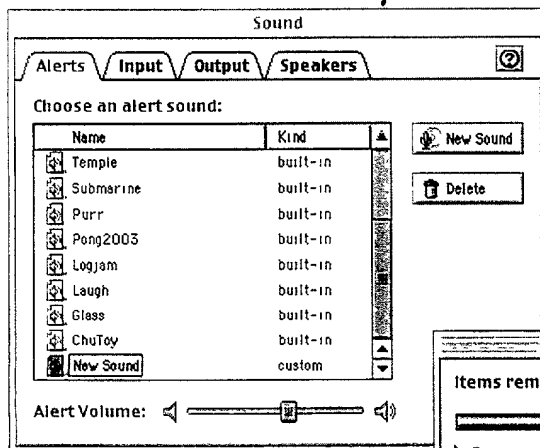 Sound
Alerts Input Output Speakers
Choose an alert sound:
Name Kind
New Sound
Temple built-in
Submarine built-in
Delete
Purr built-in
Pong2003 built-in
Logjam built-in
Laugh built-in
Glass built-in
ChuToy built-in
New Sound custom
Items rem
Alert Volume: